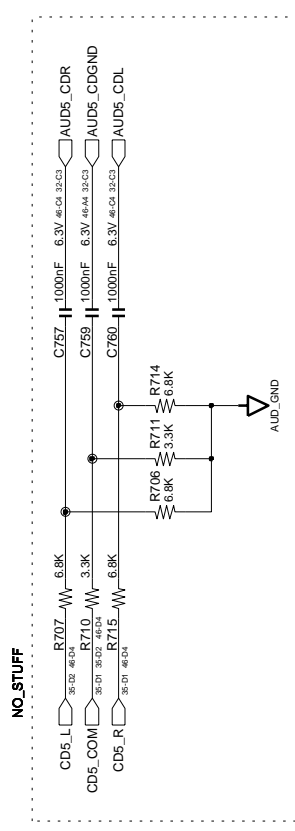 NO_STUFF
CD5_L 35-D2 46-D4 R707 6.8K C757 1000nF 6.3V 46-C4 32-C3 AUD5_CDR
CD5_COM 35-D1 35-D2 46-D4 R710 3.3K C759 1000nF 6.3V 46-A4 32-C3 AUD5_CDGND
CD5_R 35-D1 46-D4 R715 6.8K C760 1000nF 6.3V 46-C4 32-C3 AUD5_CDL
R706 6.8K
R711 3.3K
R714 6.8K
AUD_GND